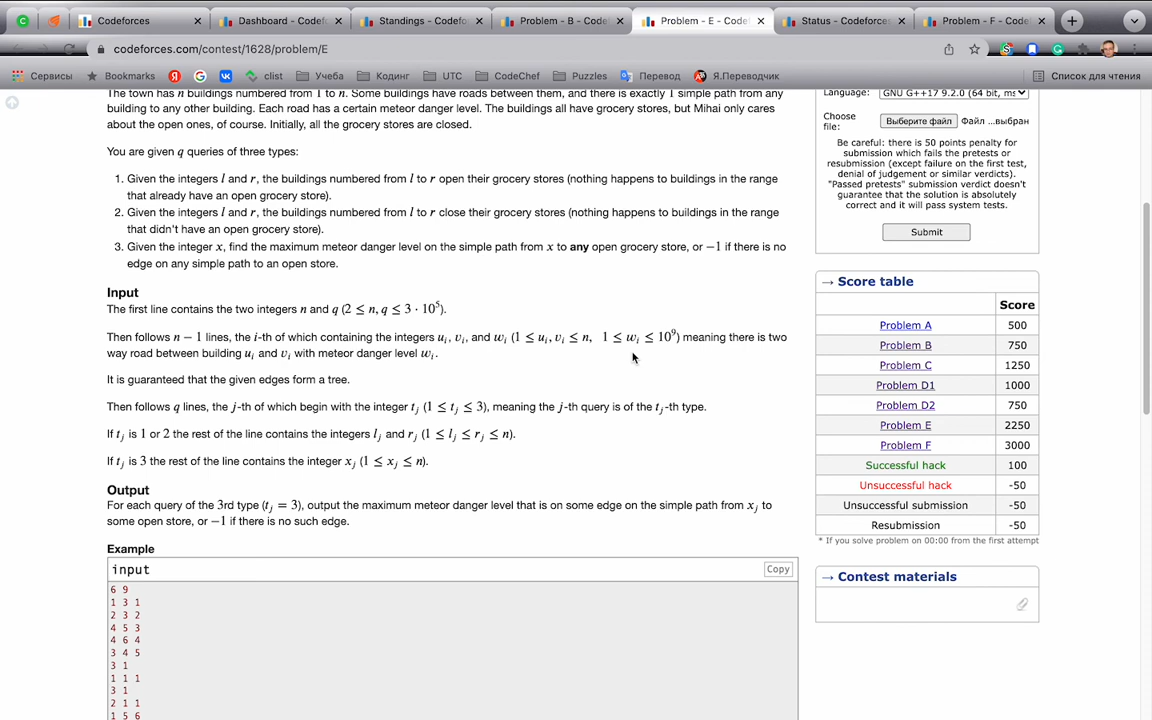 Codeforces
Dashboard - Codef
Standings - Codefo
Problem - B - Code
Problem - E - Code
Status - Codeforces
Problem - F - Code
codeforces.com/contest/1628/problem/E
Сервисы
Bookmarks
clist
Учеба
Кодинг
UTC
CodeChef
Puzzles
Перевод
Я.Переводчик
Список для чтения
The town has n buildings numbered from 1 to n. Some buildings have roads between them, and there is exactly 1 simple path from any
building to any other building. Each road has a certain meteor danger level. The buildings all have grocery stores, but Mihai only cares
about the open ones, of course. Initially, all the grocery stores are closed.
You are given q queries of three types:
1. Given the integers l and r, the buildings numbered from l to r open their grocery stores (nothing happens to buildings in the range
that already have an open grocery store).
2. Given the integers l and r, the buildings numbered from l to r close their grocery stores (nothing happens to buildings in the range
that didn't have an open grocery store).
3. Given the integer x, find the maximum meteor danger level on the simple path from x to any open grocery store, or −1 if there is no
edge on any simple path to an open store.
Input
The first line contains the two integers n and q (2 ≤ n, q ≤ 3 · 10⁵).
Then follows n − 1 lines, the i-th of which containing the integers uᵢ, vᵢ, and wᵢ (1 ≤ uᵢ, vᵢ ≤ n, 1 ≤ wᵢ ≤ 10⁹) meaning there is two
way road between building uᵢ and vᵢ with meteor danger level wᵢ.
It is guaranteed that the given edges form a tree.
Then follows q lines, the j-th of which begin with the integer tⱼ (1 ≤ tⱼ ≤ 3), meaning the j-th query is of the tⱼ-th type.
If tⱼ is 1 or 2 the rest of the line contains the integers lⱼ and rⱼ (1 ≤ lⱼ ≤ rⱼ ≤ n).
If tⱼ is 3 the rest of the line contains the integer xⱼ (1 ≤ xⱼ ≤ n).
Output
For each query of the 3rd type (tⱼ = 3), output the maximum meteor danger level that is on some edge on the simple path from xⱼ to
some open store, or −1 if there is no such edge.
Example
input
Copy
6 9
1 3 1
2 3 2
4 5 3
4 6 4
3 4 5
3 1
1 1 1
3 1
2 1 1
1 5 6
Language:
GNU G++17 9.2.0 (64 bit, ms
Choose
file:
Выберите файл
Файл ...выбран
Be careful: there is 50 points penalty for
submission which fails the pretests or
resubmission (except failure on the first test,
denial of judgement or similar verdicts).
"Passed pretests" submission verdict doesn't
guarantee that the solution is absolutely
correct and it will pass system tests.
Submit
→ Score table
Score
Problem A 500
Problem B 750
Problem C 1250
Problem D1 1000
Problem D2 750
Problem E 2250
Problem F 3000
Successful hack 100
Unsuccessful hack -50
Unsuccessful submission -50
Resubmission -50
* If you solve problem on 00:00 from the first attempt
→ Contest materials